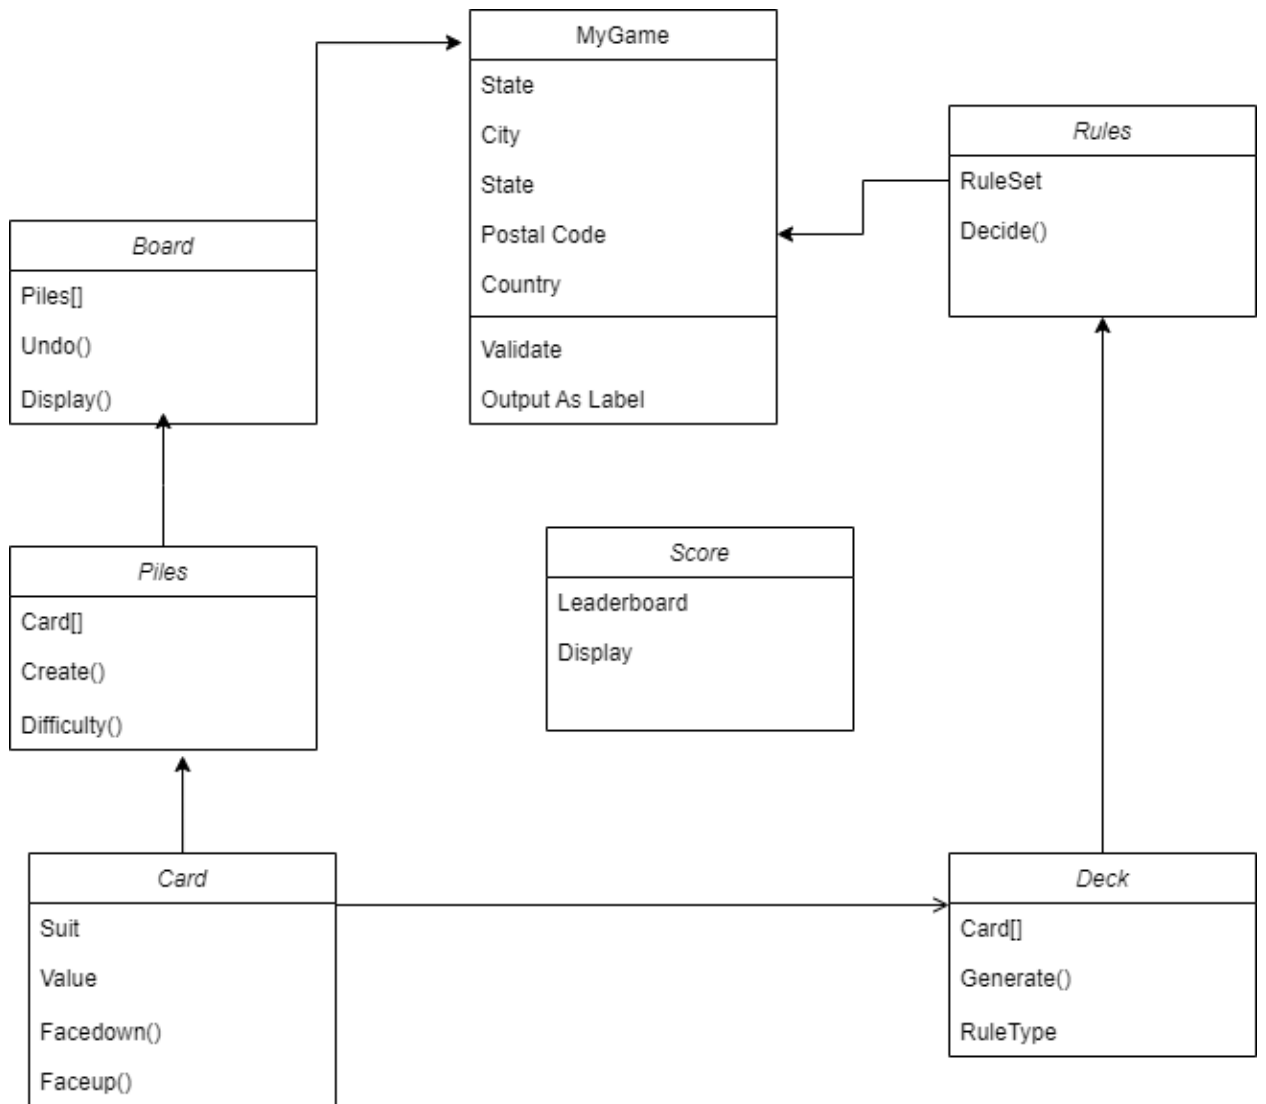 MyGame
State
City
State
Postal Code
Country
Validate
Output As Label
Rules
RuleSet
Decide()
Board
Piles[]
Undo()
Display()
Piles
Card[]
Create()
Difficulty()
Score
Leaderboard
Display
Card
Suit
Value
Facedown()
Faceup()
Deck
Card[]
Generate()
RuleType